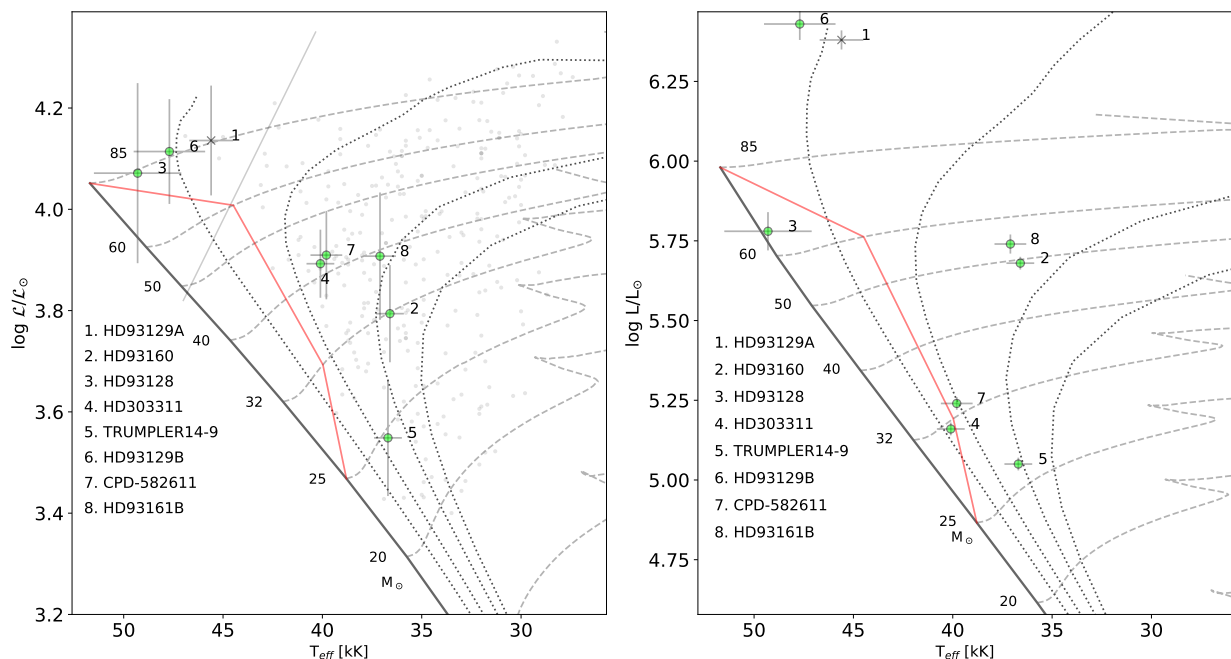 log ℒ/ℒ⊙
4.2
4.0
3.8
3.6
3.4
3.2
50
45
40
35
30
T_eff [kK]
85
60
50
40
32
25
20
M⊙
1
6
3
7
4
8
2
5
1. HD93129A
2. HD93160
3. HD93128
4. HD303311
5. TRUMPLER14-9
6. HD93129B
7. CPD-582611
8. HD93161B
log L/L⊙
6.25
6.00
5.75
5.50
5.25
5.00
4.75
50
45
40
35
30
T_eff [kK]
85
60
50
40
32
25
M⊙
20
6
1
3
8
2
7
4
5
1. HD93129A
2. HD93160
3. HD93128
4. HD303311
5. TRUMPLER14-9
6. HD93129B
7. CPD-582611
8. HD93161B